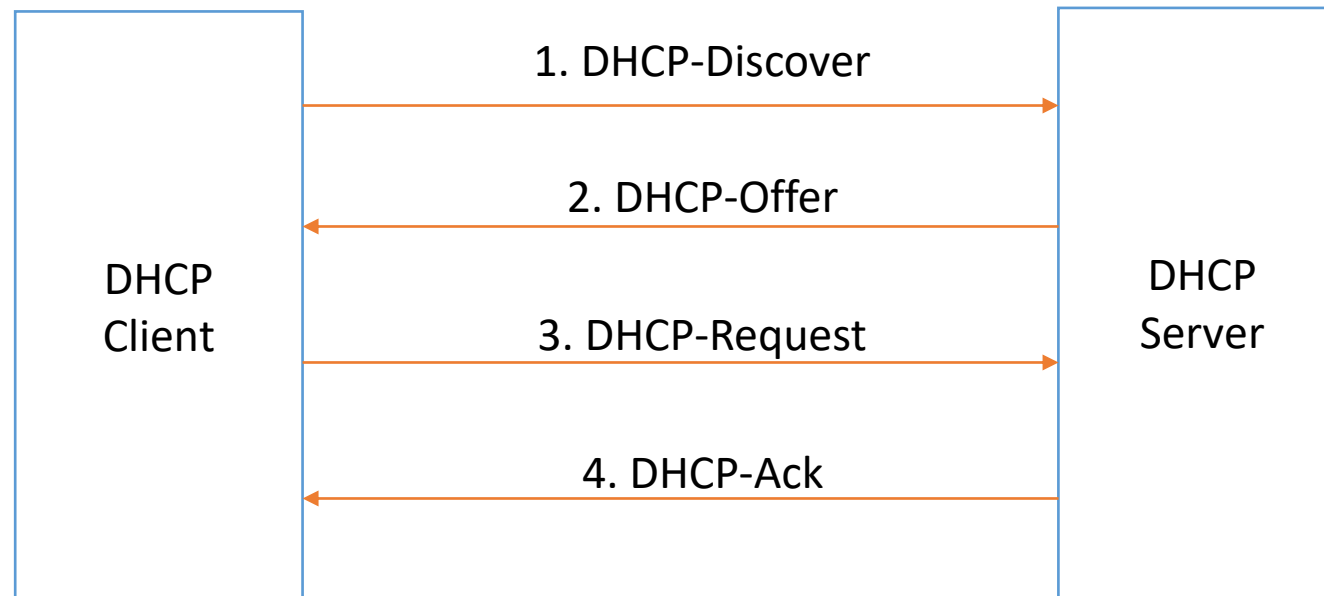 1. DHCP-Discover
2. DHCP-Offer
DHCP
Client
DHCP
Server
3. DHCP-Request
4. DHCP-Ack